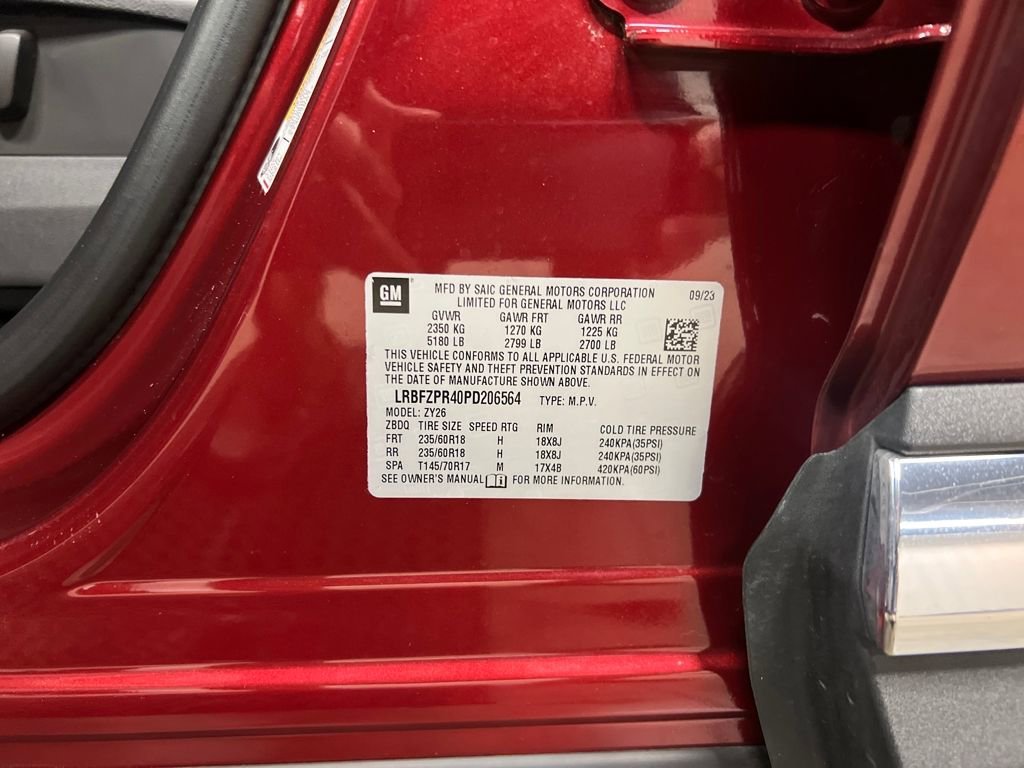 GM
MFD BY SAIC GENERAL MOTORS CORPORATION 09/23
LIMITED FOR GENERAL MOTORS LLC
GVWR GAWR FRT GAWR RR
2350 KG 1270 KG 1225 KG
5180 LB 2799 LB 2700 LB
THIS VEHICLE CONFORMS TO ALL APPLICABLE U.S. FEDERAL MOTOR
VEHICLE SAFETY AND THEFT PREVENTION STANDARDS IN EFFECT ON
THE DATE OF MANUFACTURE SHOWN ABOVE.
LRBFZPR40PD206564 TYPE: M.P.V.
MODEL: ZY26
ZBDQ TIRE SIZE SPEED RTG RIM COLD TIRE PRESSURE
FRT 235/60R18 H 18X8J 240KPA(35PSI)
RR 235/60R18 H 18X8J 240KPA(35PSI)
SPA T145/70R17 M 17X4B 420KPA(60PSI)
SEE OWNER'S MANUAL FOR MORE INFORMATION.